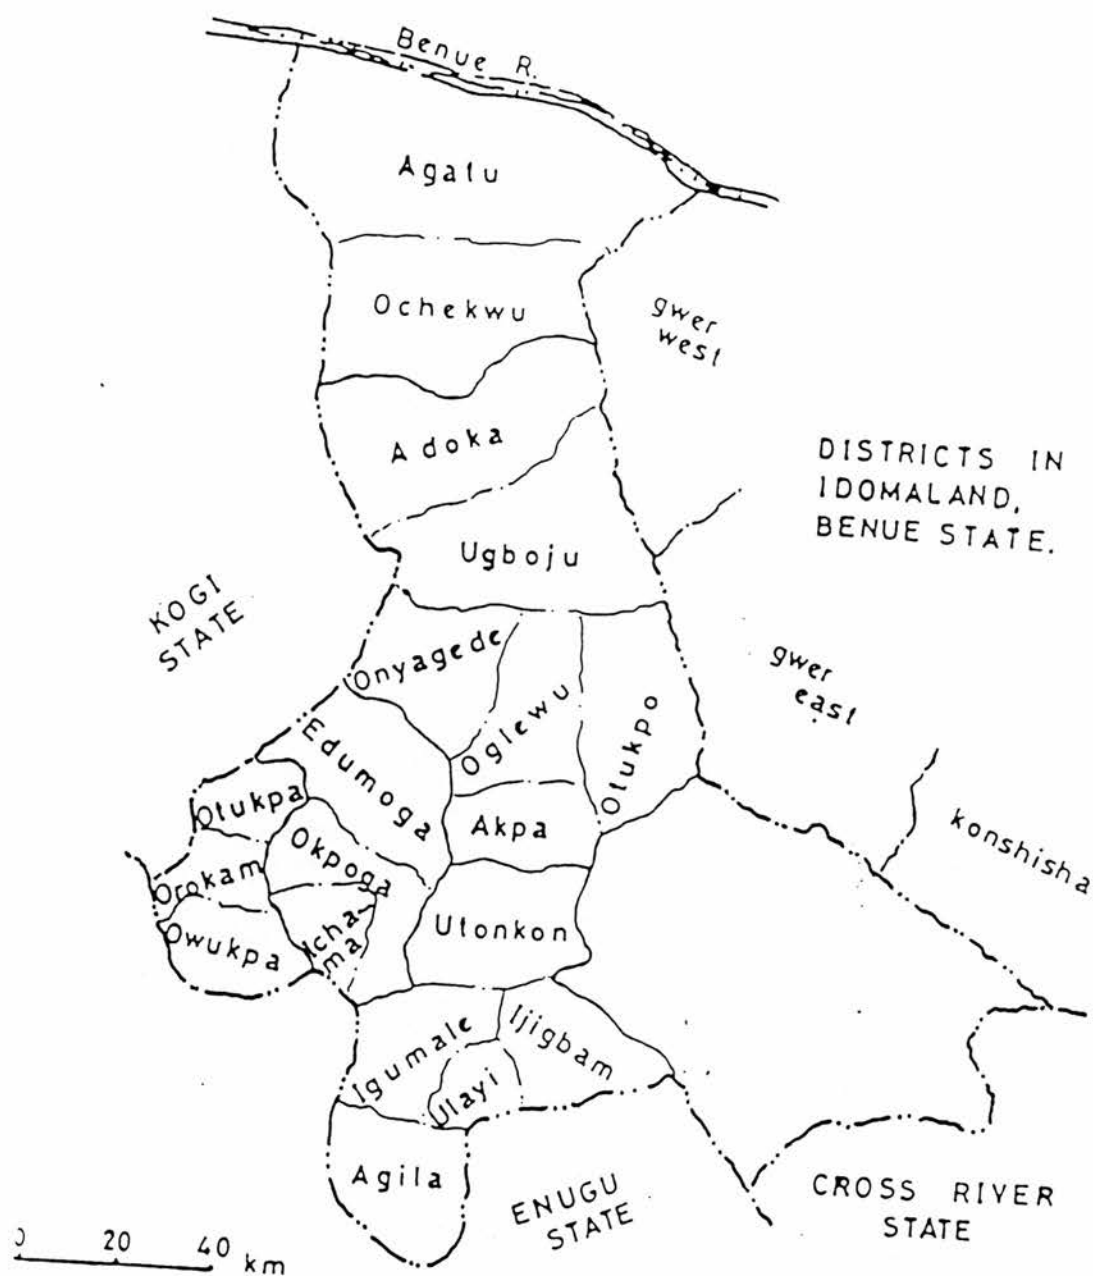 Benue R.
Agatu
Ochekwu
gwer
west
Adoka
DISTRICTS IN
IDOMALAND,
BENUE STATE.
Ugboju
KOGI
STATE
Onyagede
gwer
east
Edumoga
Oglewu
Otukpo
Otukpa
Akpa
Okpoga
konshisha
Orokam
Owukpa
Icha-
ma
Utonkon
Igumale
Ijigbam
Ulayi
Agila
ENUGU
STATE
CROSS RIVER
STATE
0 20 40 km